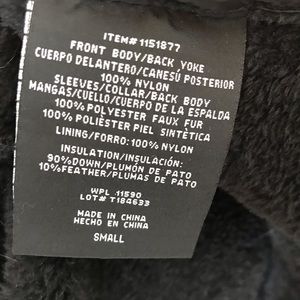 ITEM# 1151877
FRONT BODY/BACK YOKE
CUERPO DELANTERO/CANESÚ POSTERIOR
100% NYLON
SLEEVES/COLLAR/BACK BODY
MANGAS/CUELLO/CUERPO DE LA ESPALDA
100% POLYESTER FAUX FUR
100% POLIÉSTER PIEL SINTÉTICA
LINING/FORRO: 100% NYLON
INSULATION/INSULACIÓN:
90% DOWN/PLUMÓN DE PATO
10% FEATHER/PLUMAS DE PATO
WPL 11590
LOT# T184633
MADE IN CHINA
HECHO EN CHINA
SMALL